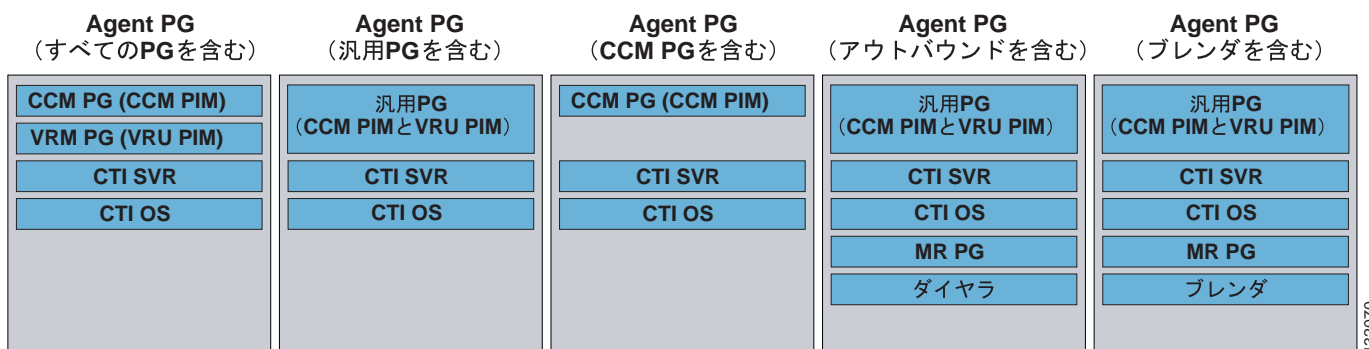 Agent PG
（すべてのPGを含む）
CCM PG (CCM PIM)
VRM PG (VRU PIM)
CTI SVR
CTI OS
Agent PG
（汎用PGを含む）
汎用PG
（CCM PIMとVRU PIM）
CTI SVR
CTI OS
Agent PG
（CCM PGを含む）
CCM PG (CCM PIM)
CTI SVR
CTI OS
Agent PG
（アウトバウンドを含む）
汎用PG
（CCM PIMとVRU PIM）
CTI SVR
CTI OS
MR PG
ダイヤラ
Agent PG
（ブレンダを含む）
汎用PG
（CCM PIMとVRU PIM）
CTI SVR
CTI OS
MR PG
ブレンダ